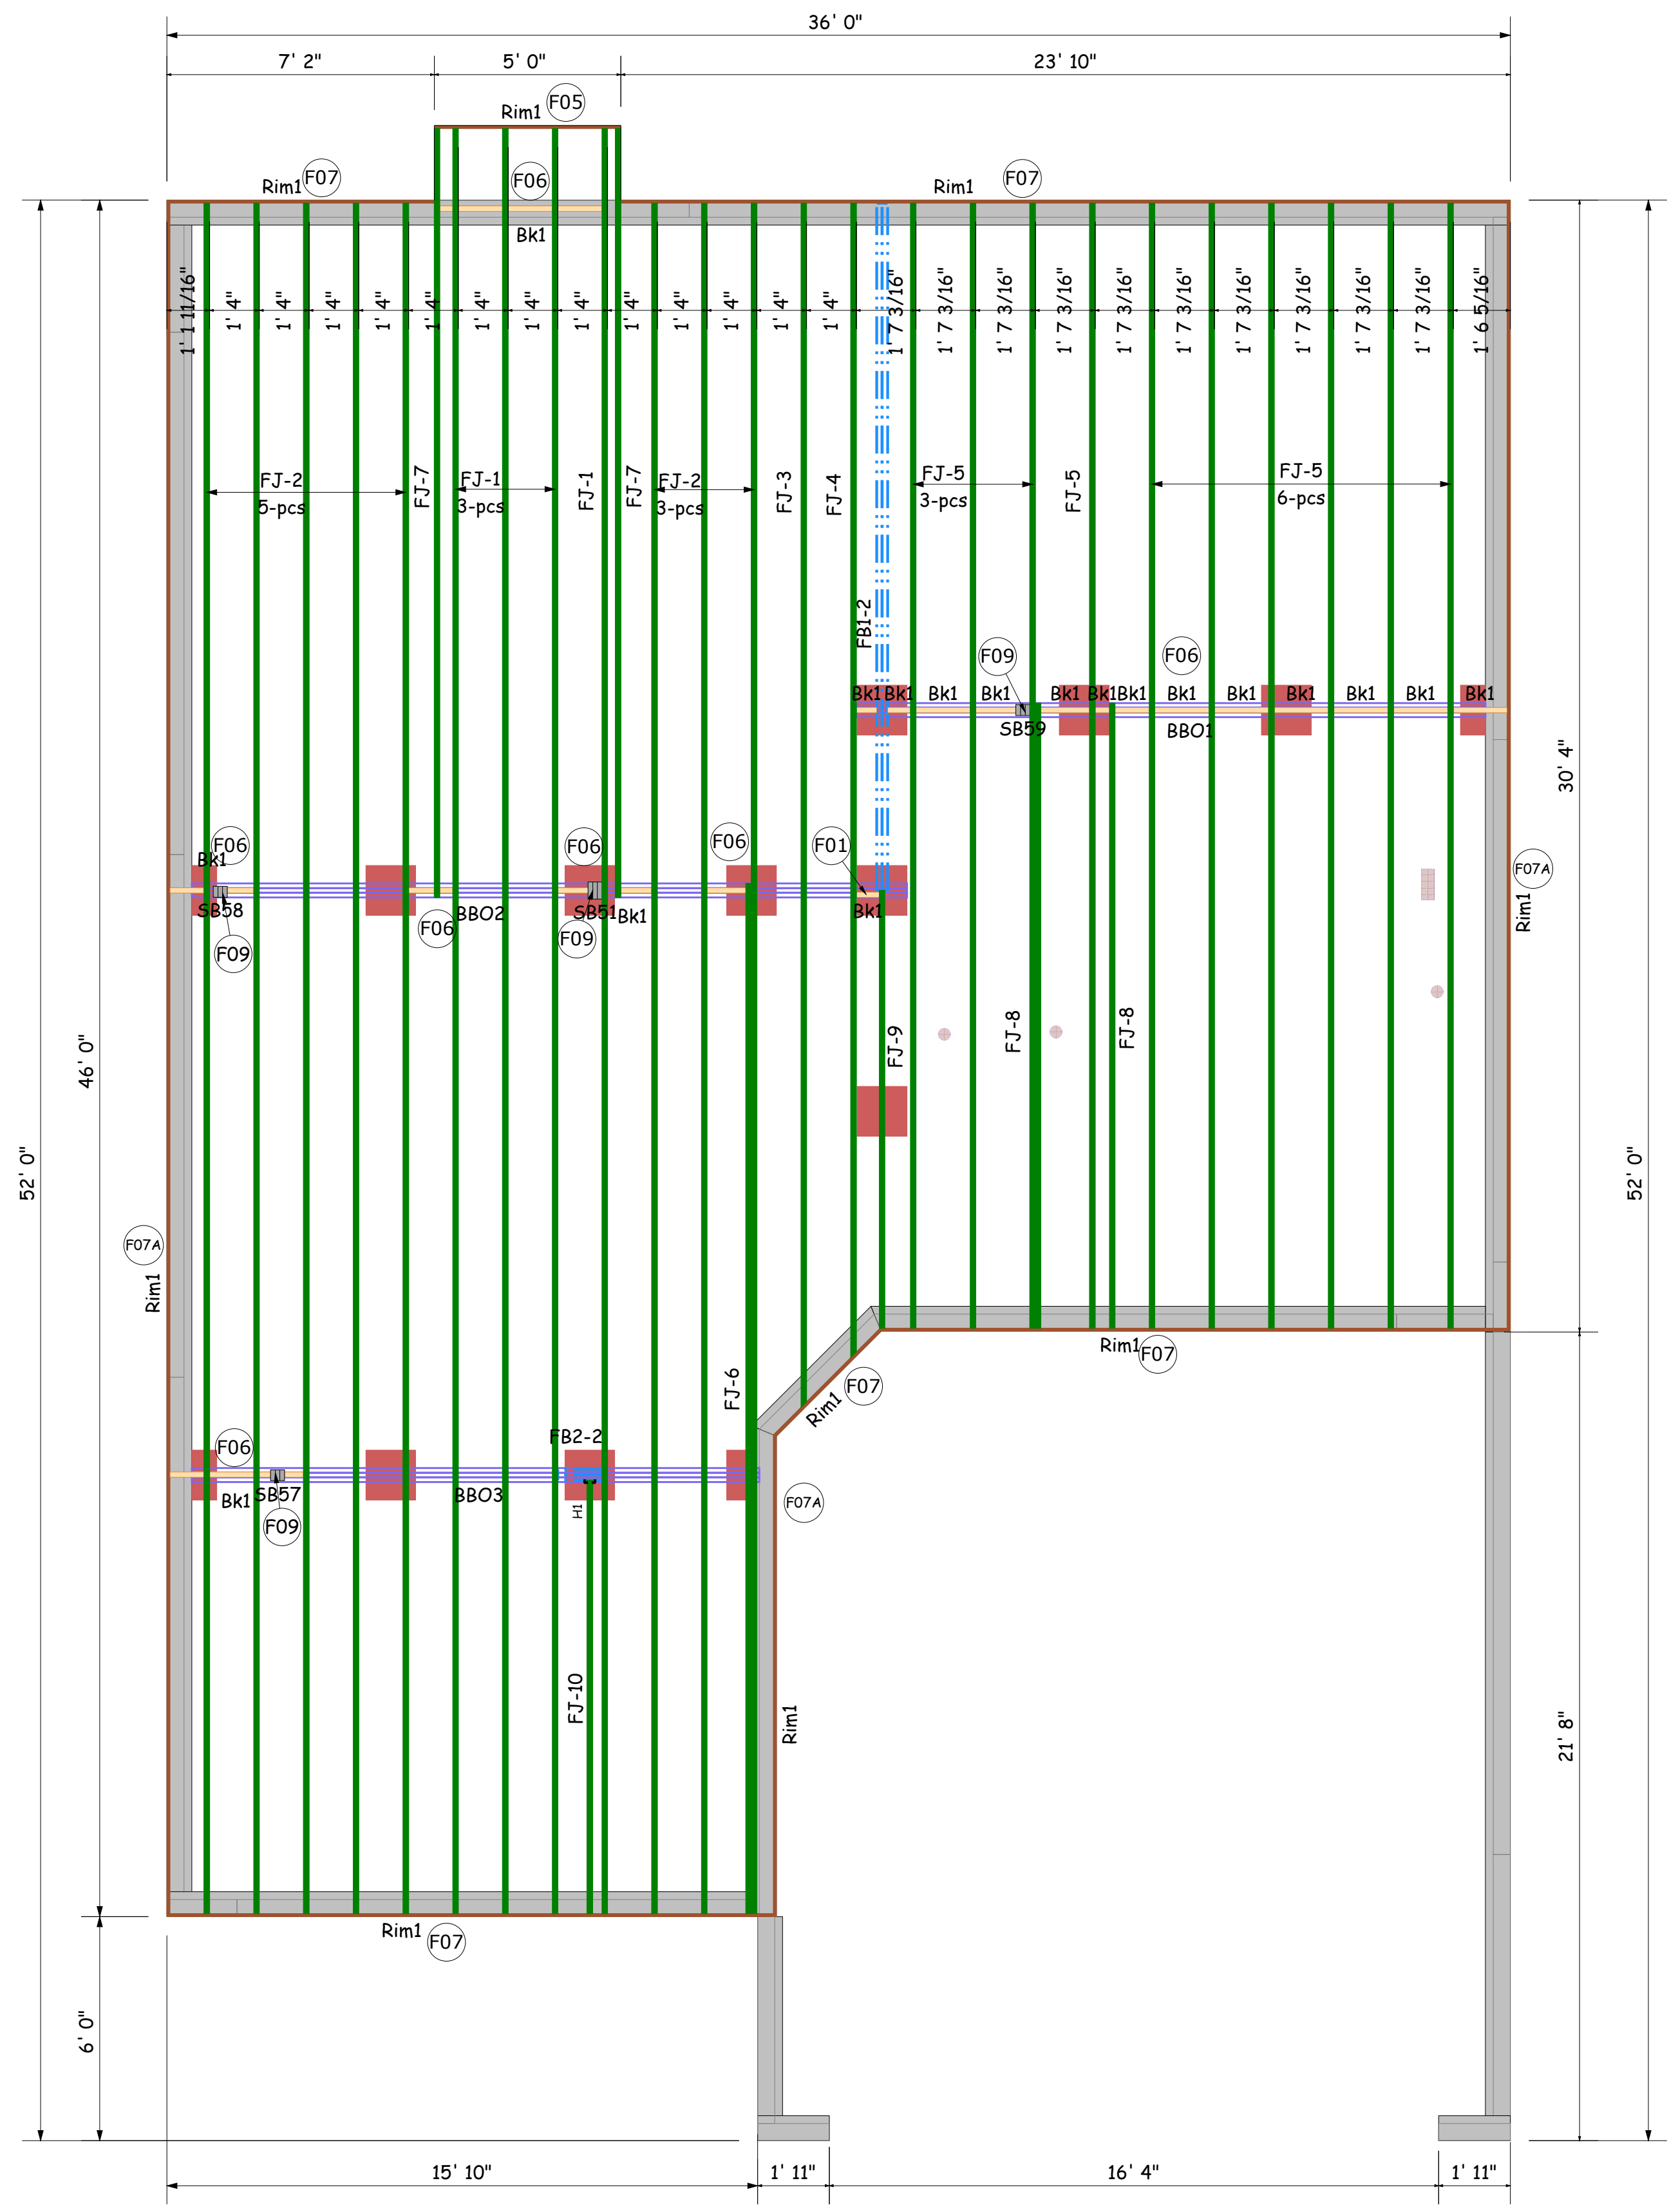 36' 0"
7' 2"
5' 0"
23' 10"
Rim1
F05
Rim1
F07
F06
Rim1
F07
Bk1
1' 1 11/16"
1' 4"
1' 4"
1' 4"
1' 4"
1' 4"
1' 4"
1' 4"
1' 4"
1' 4"
1' 4"
1' 4"
1' 4"
1' 4"
1' 7 3/16"
1' 7 3/16"
1' 7 3/16"
1' 7 3/16"
1' 7 3/16"
1' 7 3/16"
1' 7 3/16"
1' 7 3/16"
1' 7 3/16"
1' 7 3/16"
1' 6 5/16"
FJ-2
5-pcs
FJ-7
FJ-1
3-pcs
FJ-1
FJ-7
FJ-2
3-pcs
FJ-3
FJ-4
FJ-5
3-pcs
FJ-5
FJ-5
6-pcs
FB1-2
F09
F06
Bk1
Bk1
Bk1
Bk1
Bk1
Bk1
Bk1
Bk1
Bk1
Bk1
Bk1
Bk1
Bk1
SB59
BBO1
30' 4"
F06
Bk1
F06
F06
F01
F07A
Rim1
SB58
F09
F06
BBO2
SB51
Bk1
F09
Bk1
FJ-9
FJ-8
FJ-8
46' 0"
52' 0"
52' 0"
F07A
Rim1
FJ-6
F07
Rim1
Rim1
F07
F06
FB2-2
Bk1
SB57
F09
BBO3
H1
F07A
FJ-10
Rim1
21' 8"
Rim1
F07
6' 0"
15' 10"
1' 11"
16' 4"
1' 11"